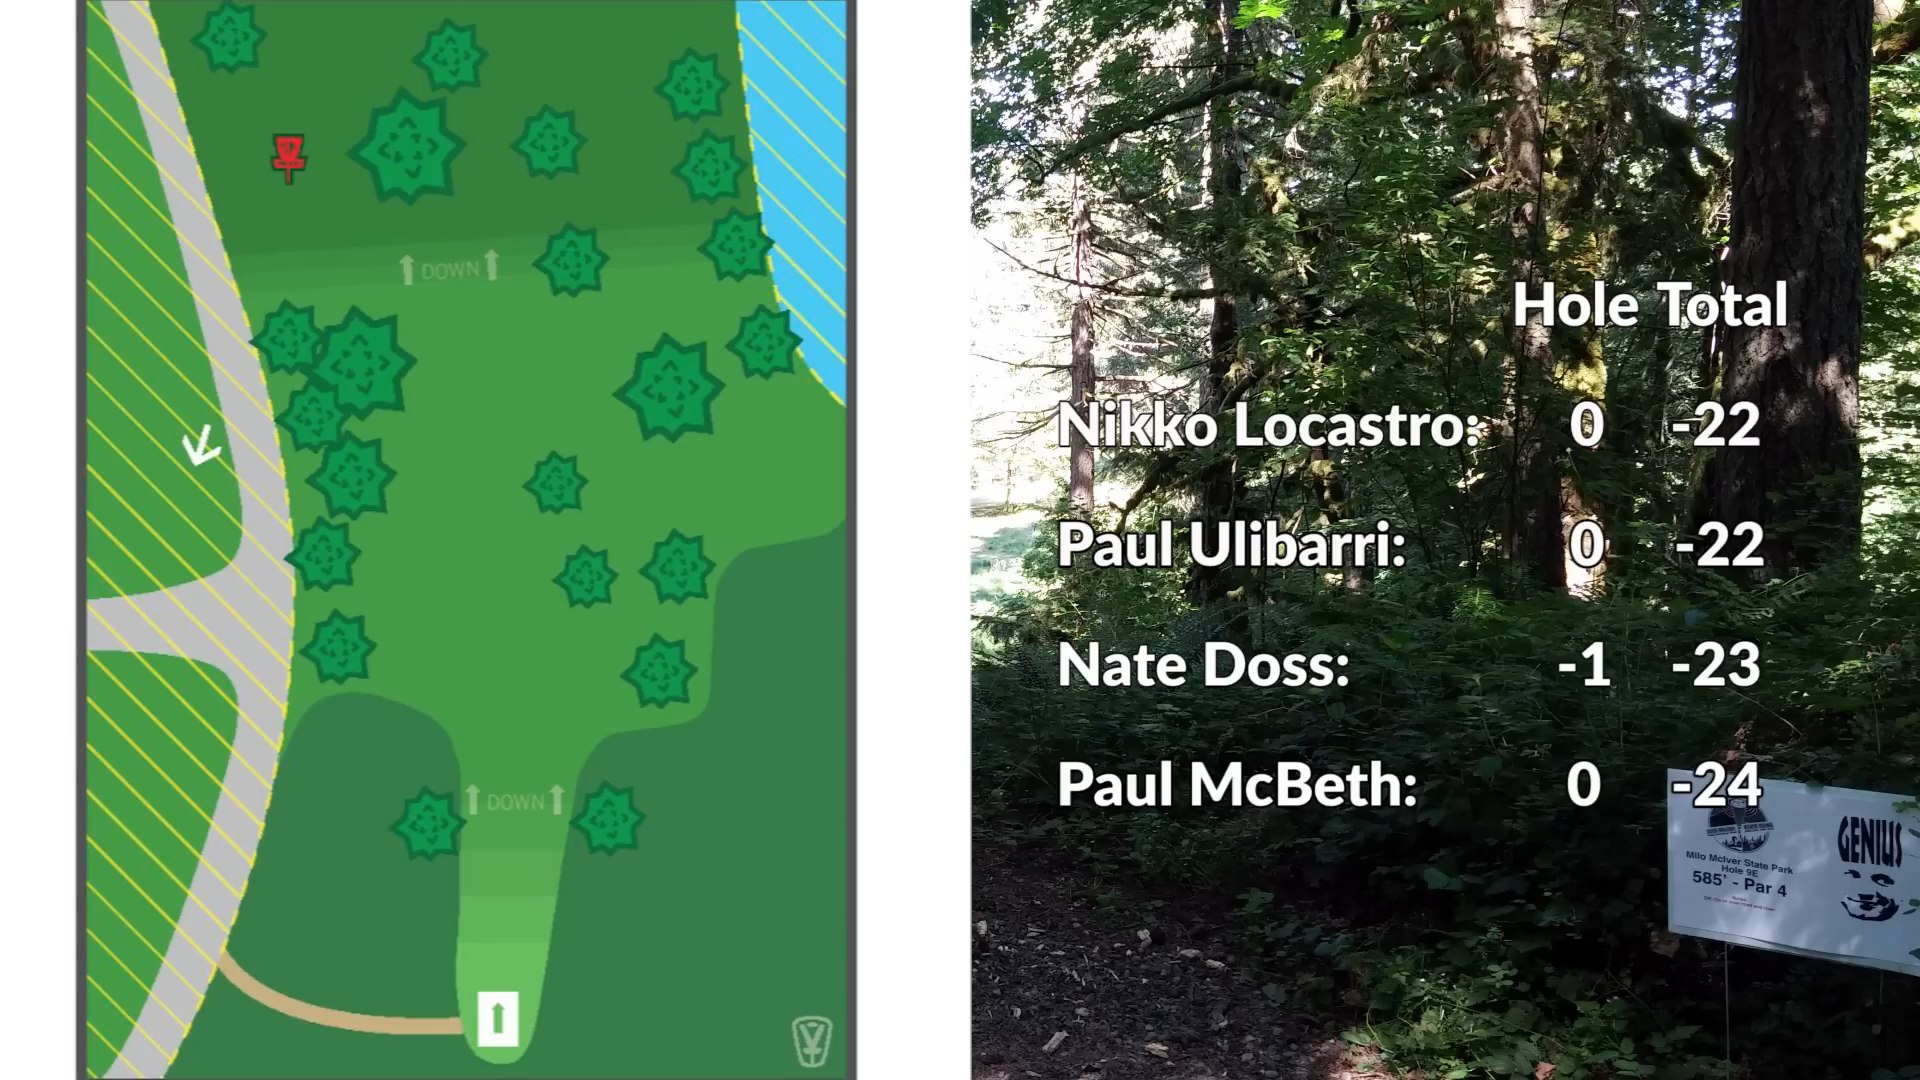 DOWN
DOWN
Hole Total
Nikko Locastro: 0 -22
Paul Ulibarri: 0 -22
Nate Doss: -1 -23
Paul McBeth: 0 -24
Milo McIver State Park
Hole 9E
585' - Par 4
GENIUS